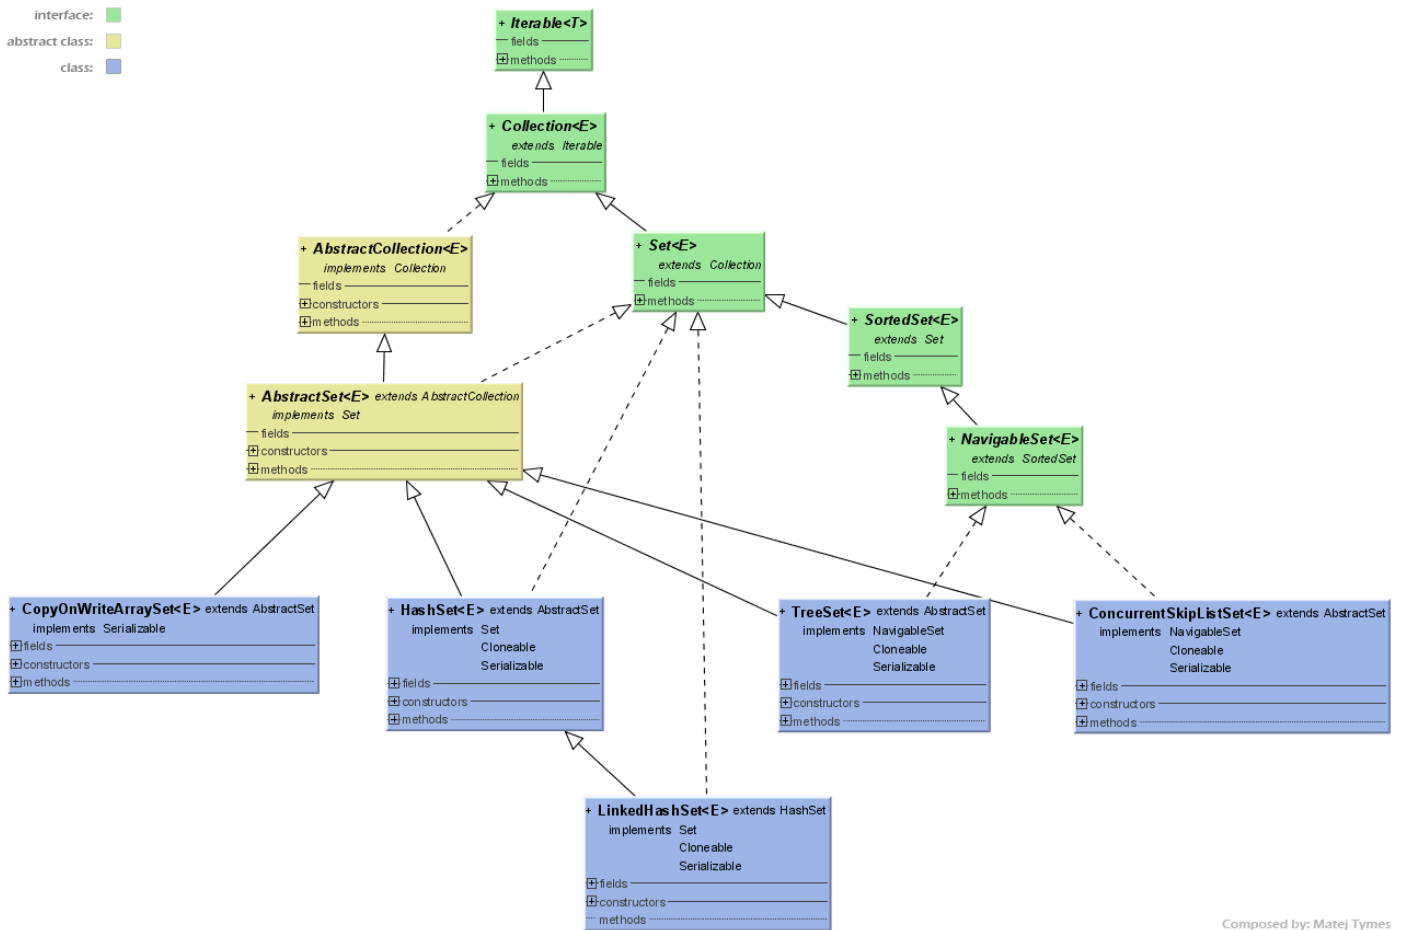 interface:
abstract class:
class:
+ Iterable<T>
fields
methods
+ Collection<E>
extends Iterable
fields
methods
+ AbstractCollection<E>
implements Collection
fields
constructors
methods
+ Set<E>
extends Collection
fields
methods
+ SortedSet<E>
extends Set
fields
methods
+ AbstractSet<E> extends AbstractCollection
implements Set
fields
constructors
methods
+ NavigableSet<E>
extends SortedSet
fields
methods
+ CopyOnWriteArraySet<E> extends AbstractSet
implements Serializable
fields
constructors
methods
+ HashSet<E> extends AbstractSet
implements Set
Cloneable
Serializable
fields
constructors
methods
+ TreeSet<E> extends AbstractSet
implements NavigableSet
Cloneable
Serializable
fields
constructors
methods
+ ConcurrentSkipListSet<E> extends AbstractSet
implements NavigableSet
Cloneable
Serializable
fields
constructors
methods
+ LinkedHashSet<E> extends HashSet
implements Set
Cloneable
Serializable
fields
constructors
methods
Composed by: Matej Tymes